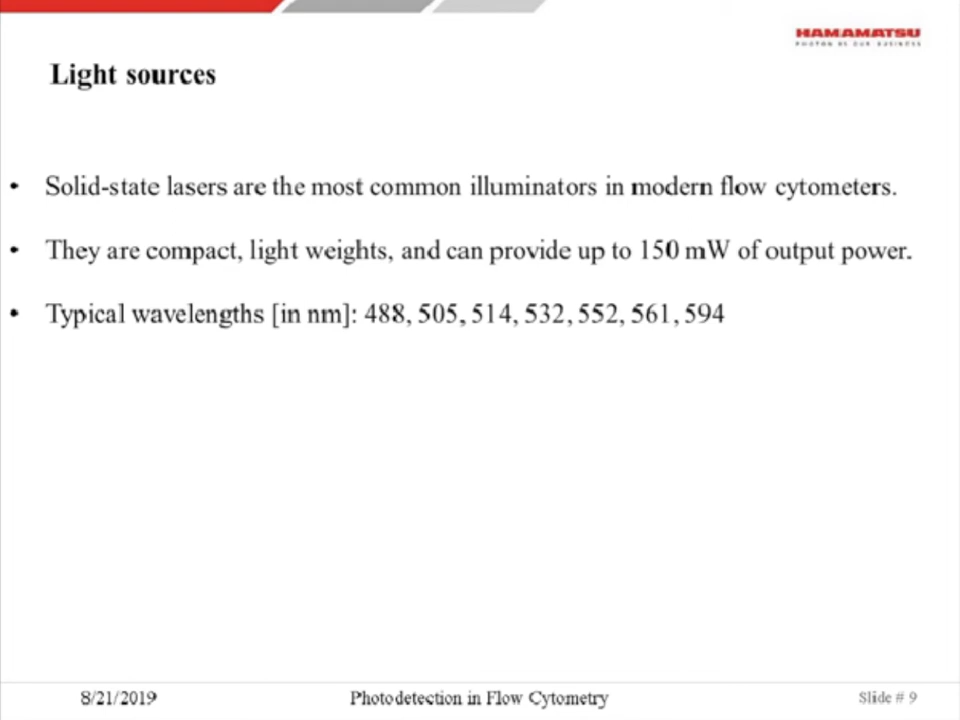 HAMAMATSU
PHOTON IS OUR BUSINESS
Light sources
• Solid-state lasers are the most common illuminators in modern flow cytometers.
• They are compact, light weights, and can provide up to 150 mW of output power.
• Typical wavelengths [in nm]: 488, 505, 514, 532, 552, 561, 594
8/21/2019 Photodetection in Flow Cytometry Slide # 9